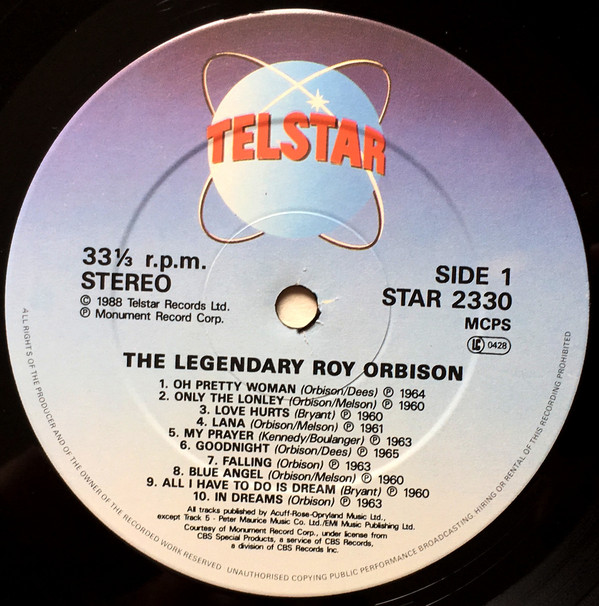 TELSTAR
33⅓ r.p.m.
STEREO
© 1988 Telstar Records Ltd.
℗ Monument Record Corp.
SIDE 1
STAR 2330
MCPS
LC 0428
THE LEGENDARY ROY ORBISON
1. OH PRETTY WOMAN (Orbison/Dees) ℗ 1964
2. ONLY THE LONLEY (Orbison/Melson) ℗ 1960
3. LOVE HURTS (Bryant) ℗ 1960
4. LANA (Orbison/Melson) ℗ 1961
5. MY PRAYER (Kennedy/Boulanger) ℗ 1963
6. GOODNIGHT (Orbison/Dees) ℗ 1965
7. FALLING (Orbison) ℗ 1963
8. BLUE ANGEL (Orbison/Melson) ℗ 1960
9. ALL I HAVE TO DO IS DREAM (Bryant) ℗ 1960
10. IN DREAMS (Orbison) ℗ 1963
All tracks published by Acuff-Rose-Opryland Music Ltd.,
except Track 5 - Peter Maurice Music Co. Ltd./EMI Music Publishing Ltd.
Courtesy of Monument Record Corp., under license from
CBS Special Products, a service of CBS Records,
a division of CBS Records Inc.
ALL RIGHTS OF THE PRODUCER AND OF THE OWNER OF THE RECORDED WORK RESERVED UNAUTHORISED COPYING PUBLIC PERFORMANCE BROADCASTING-HIRING OR RENTAL OF THIS RECORDING PROHIBITED